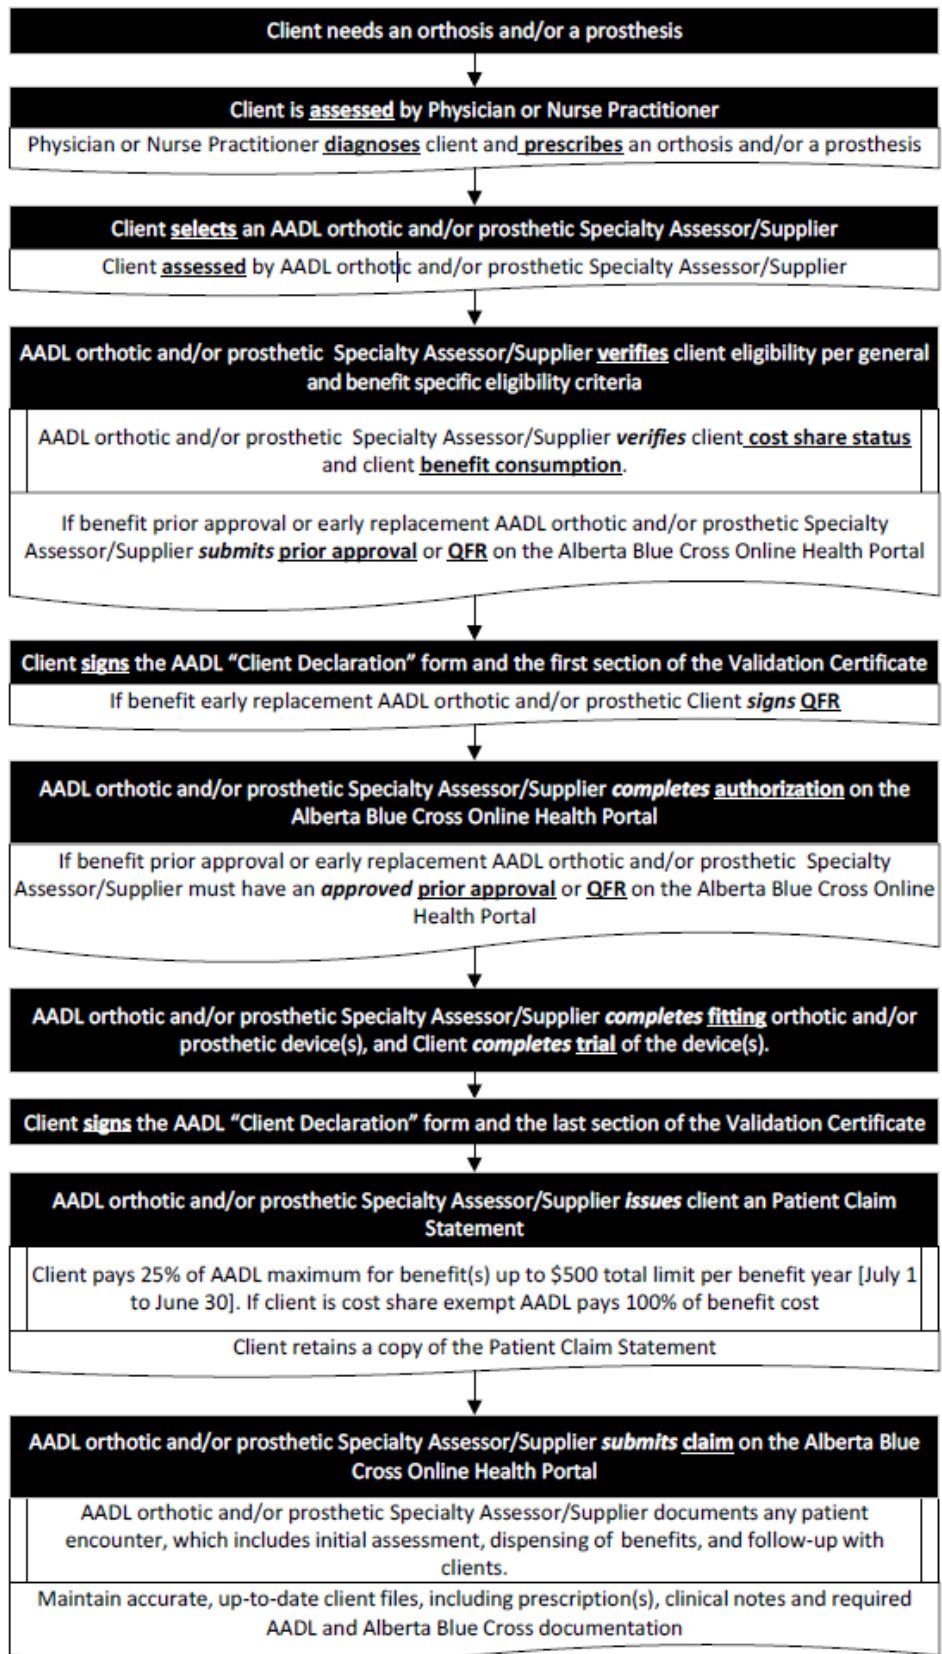 Client needs an orthosis and/or a prosthesis
Client is assessed by Physician or Nurse Practitioner
Physician or Nurse Practitioner diagnoses client and prescribes an orthosis and/or a prosthesis
Client selects an AADL orthotic and/or prosthetic Specialty Assessor/Supplier
Client assessed by AADL orthotic and/or prosthetic Specialty Assessor/Supplier
AADL orthotic and/or prosthetic Specialty Assessor/Supplier verifies client eligibility per general
and benefit specific eligibility criteria
AADL orthotic and/or prosthetic Specialty Assessor/Supplier verifies client cost share status
and client benefit consumption.
If benefit prior approval or early replacement AADL orthotic and/or prosthetic Specialty
Assessor/Supplier submits prior approval or QFR on the Alberta Blue Cross Online Health Portal
Client signs the AADL “Client Declaration” form and the first section of the Validation Certificate
If benefit early replacement AADL orthotic and/or prosthetic Client signs QFR
AADL orthotic and/or prosthetic Specialty Assessor/Supplier completes authorization on the
Alberta Blue Cross Online Health Portal
If benefit prior approval or early replacement AADL orthotic and/or prosthetic Specialty
Assessor/Supplier must have an approved prior approval or QFR on the Alberta Blue Cross Online
Health Portal
AADL orthotic and/or prosthetic Specialty Assessor/Supplier completes fitting orthotic and/or
prosthetic device(s), and Client completes trial of the device(s).
Client signs the AADL “Client Declaration” form and the last section of the Validation Certificate
AADL orthotic and/or prosthetic Specialty Assessor/Supplier issues client an Patient Claim
Statement
Client pays 25% of AADL maximum for benefit(s) up to $500 total limit per benefit year [July 1
to June 30]. If client is cost share exempt AADL pays 100% of benefit cost
Client retains a copy of the Patient Claim Statement
AADL orthotic and/or prosthetic Specialty Assessor/Supplier submits claim on the Alberta Blue
Cross Online Health Portal
AADL orthotic and/or prosthetic Specialty Assessor/Supplier documents any patient
encounter, which includes initial assessment, dispensing of benefits, and follow-up with
clients.
Maintain accurate, up-to-date client files, including prescription(s), clinical notes and required
AADL and Alberta Blue Cross documentation